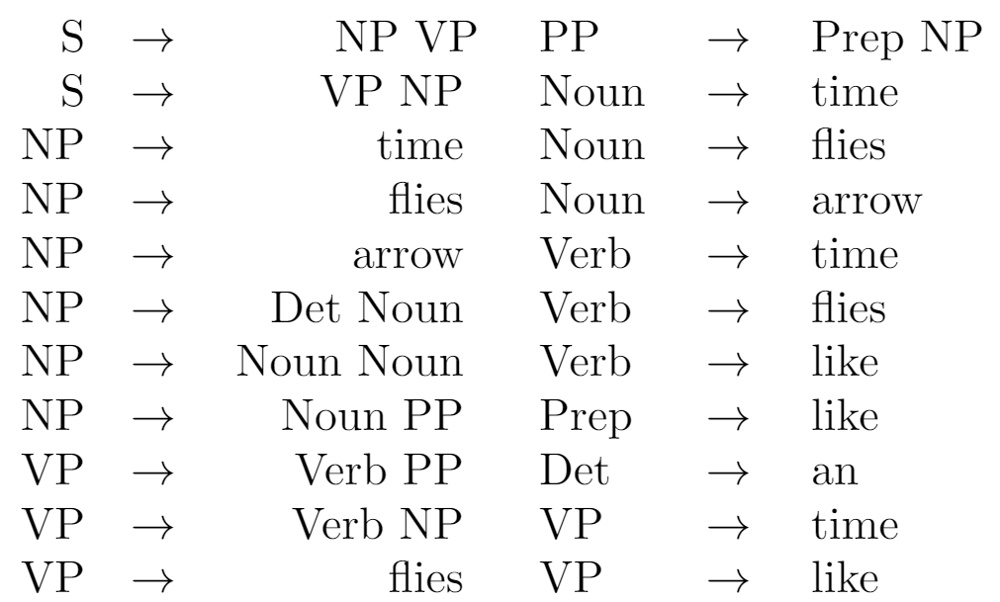 S → NP VP PP → Prep NP
S → VP NP Noun → time
NP → time Noun → flies
NP → flies Noun → arrow
NP → arrow Verb → time
NP → Det Noun Verb → flies
NP → Noun Noun Verb → like
NP → Noun PP Prep → like
VP → Verb PP Det → an
VP → Verb NP VP → time
VP → flies VP → like